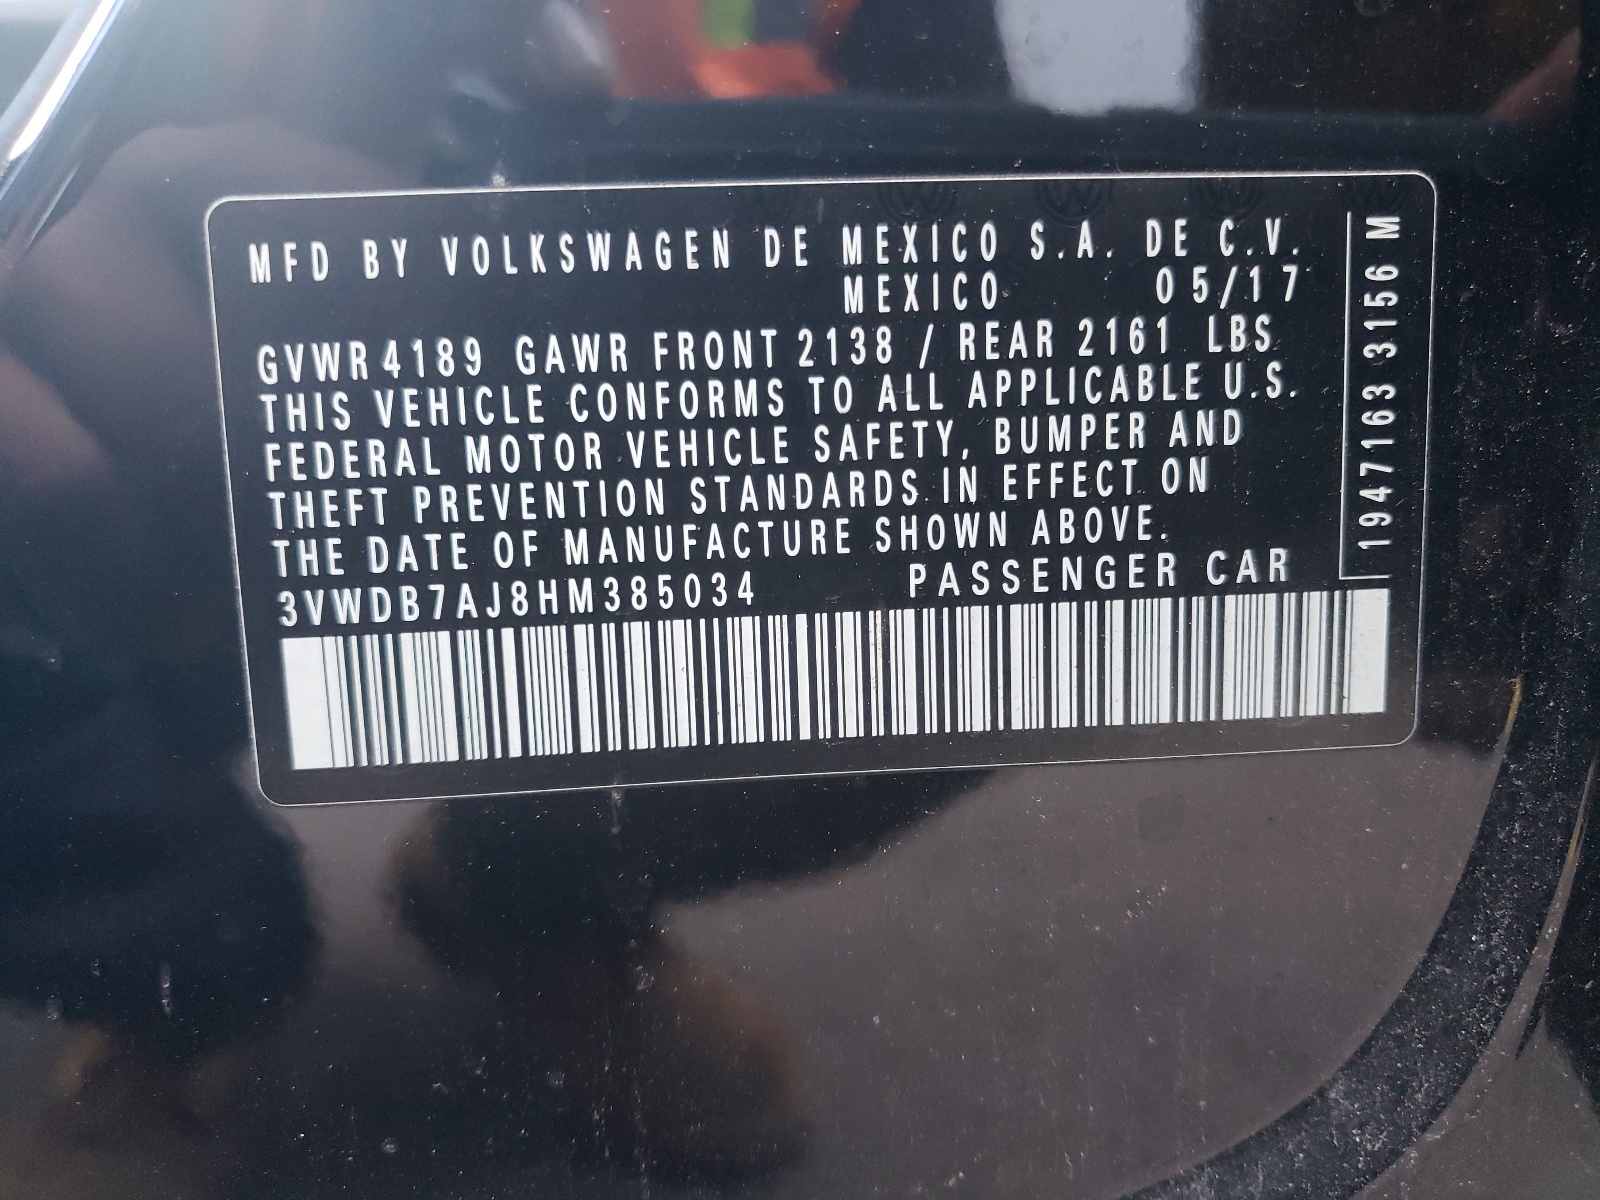 MFD BY VOLKSWAGEN DE MEXICO S.A. DE C.V.
MEXICO 05/17
GVWR 4189 GAWR FRONT 2138 / REAR 2161 LBS
THIS VEHICLE CONFORMS TO ALL APPLICABLE U.S.
FEDERAL MOTOR VEHICLE SAFETY, BUMPER AND
THEFT PREVENTION STANDARDS IN EFFECT ON
THE DATE OF MANUFACTURE SHOWN ABOVE.
3VWDB7AJ8HM385034 PASSENGER CAR
1947163 3156 M